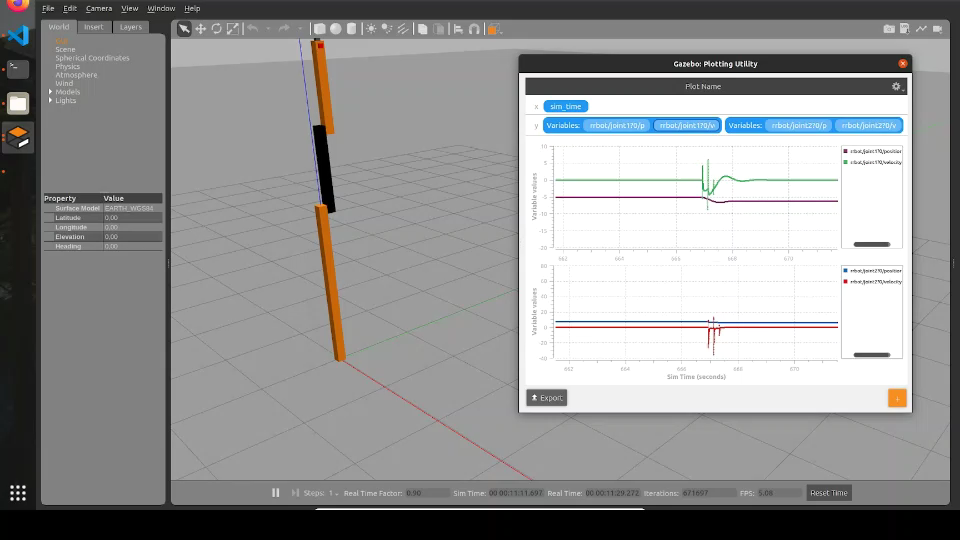 File Edit Camera View Window Help
World Insert Layers
GUI
Scene
Spherical Coordinates
Physics
Atmosphere
Wind
Models
Lights
Property Value
Surface Model EARTH_WGS84
Latitude 0.00
Longitude 0.00
Elevation 0.00
Heading 0.00
Gazebo: Plotting Utility
Plot Name
x sim_time
y Variables: rrbot/joint1?0/p rrbot/joint1?0/v Variables: rrbot/joint2?0/p rrbot/joint2?0/v
10
5
0
-5
-10
-15
-20
Variable values
662 664 666 668 670
rrbot/joint1?0/position
rrbot/joint1?0/velocity
80
60
40
20
0
-20
-40
Variable values
662 664 666 668 670
Sim Time (seconds)
rrbot/joint2?0/position
rrbot/joint2?0/velocity
Export
Steps: 1 Real Time Factor: 0.90 Sim Time: 00 00:11:11.697 Real Time: 00 00:11:29.272 Iterations: 671697 FPS: 5.08 Reset Time